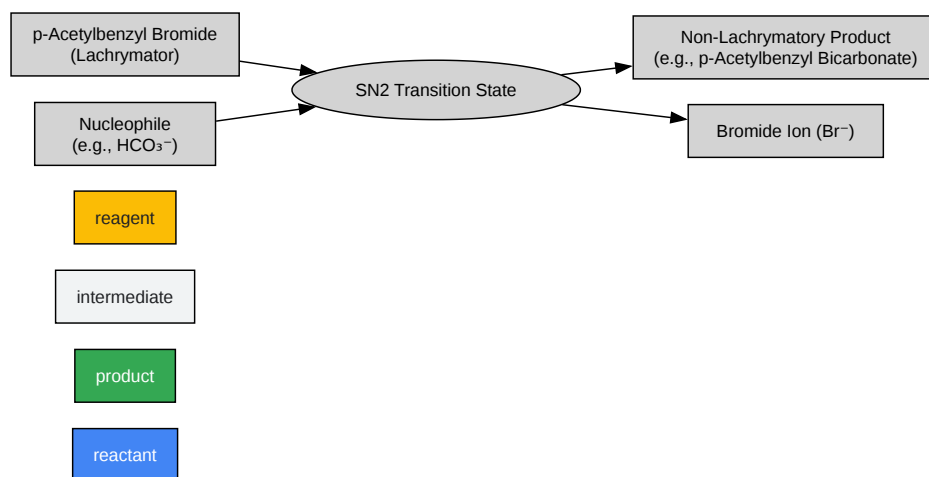 p-Acetylbenzyl Bromide
(Lachrymator)
Nucleophile
(e.g., HCO₃⁻)
SN2 Transition State
Non-Lachrymatory Product
(e.g., p-Acetylbenzyl Bicarbonate)
Bromide Ion (Br⁻)
reagent
intermediate
product
reactant